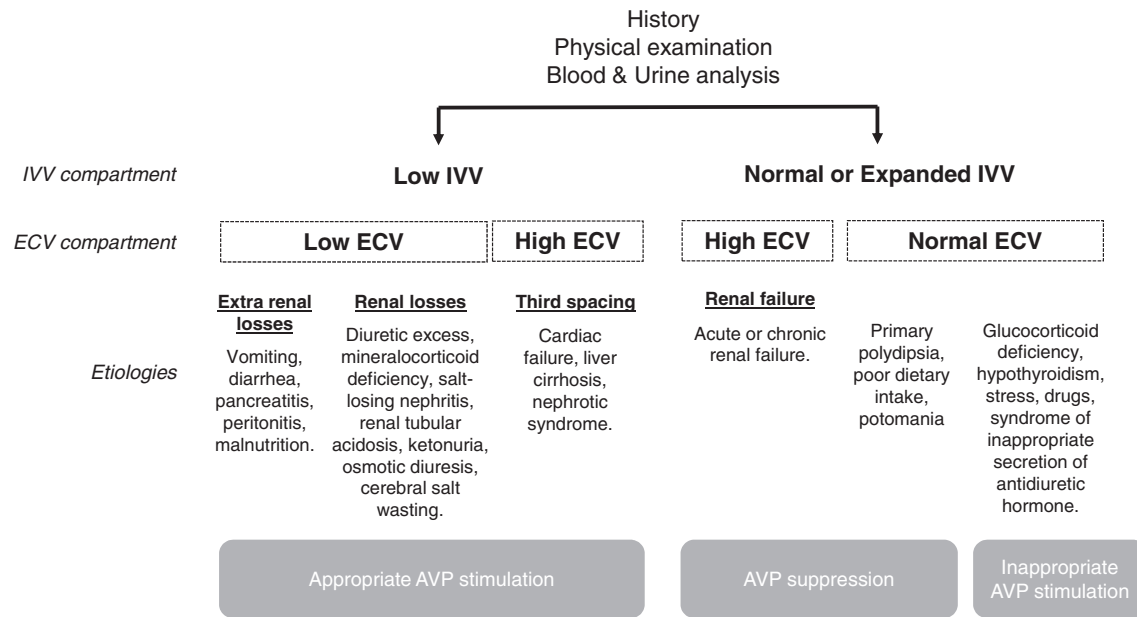 History
Physical examination
Blood & Urine analysis
IVV compartment
Low IVV
Normal or Expanded IVV
ECV compartment
Low ECV
High ECV
High ECV
Normal ECV
Etiologies
Extra renal
losses
Vomiting,
diarrhea,
pancreatitis,
peritonitis,
malnutrition.
Renal losses
Diuretic excess,
mineralocorticoid
deficiency, salt-
losing nephritis,
renal tubular
acidosis, ketonuria,
osmotic diuresis,
cerebral salt
wasting.
Third spacing
Cardiac
failure, liver
cirrhosis,
nephrotic
syndrome.
Renal failure
Acute or chronic
renal failure.
Primary
polydipsia,
poor dietary
intake,
potomania
Glucocorticoid
deficiency,
hypothyroidism,
stress, drugs,
syndrome of
inappropriate
secretion of
antidiuretic
hormone.
Appropriate AVP stimulation
AVP suppression
Inappropriate
AVP stimulation